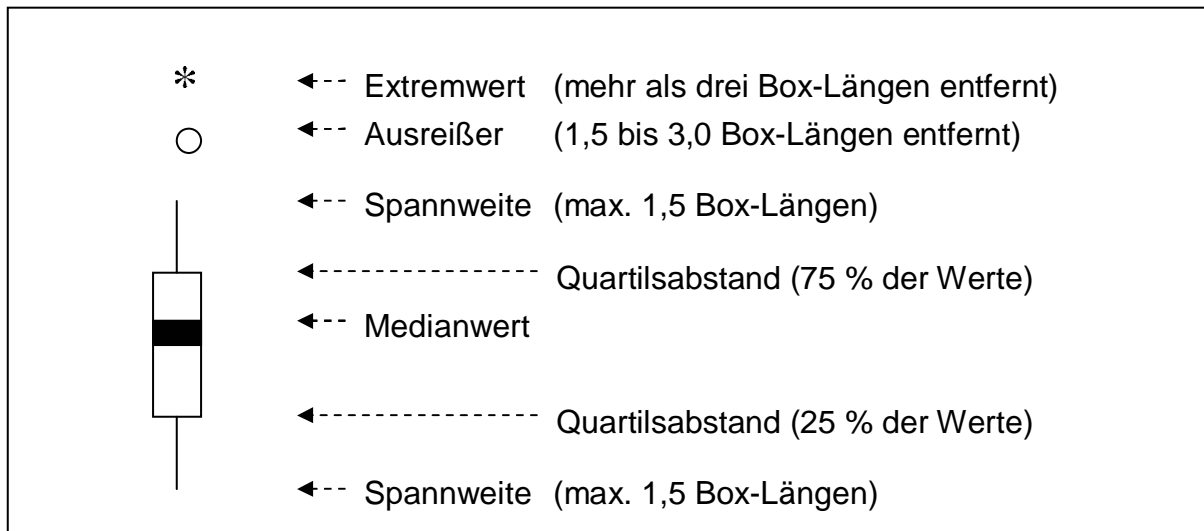 * Extremwert (mehr als drei Box-Längen entfernt)
Ausreißer (1,5 bis 3,0 Box-Längen entfernt)
Spannweite (max. 1,5 Box-Längen)
Quartilsabstand (75 % der Werte)
Medianwert
Quartilsabstand (25 % der Werte)
Spannweite (max. 1,5 Box-Längen)